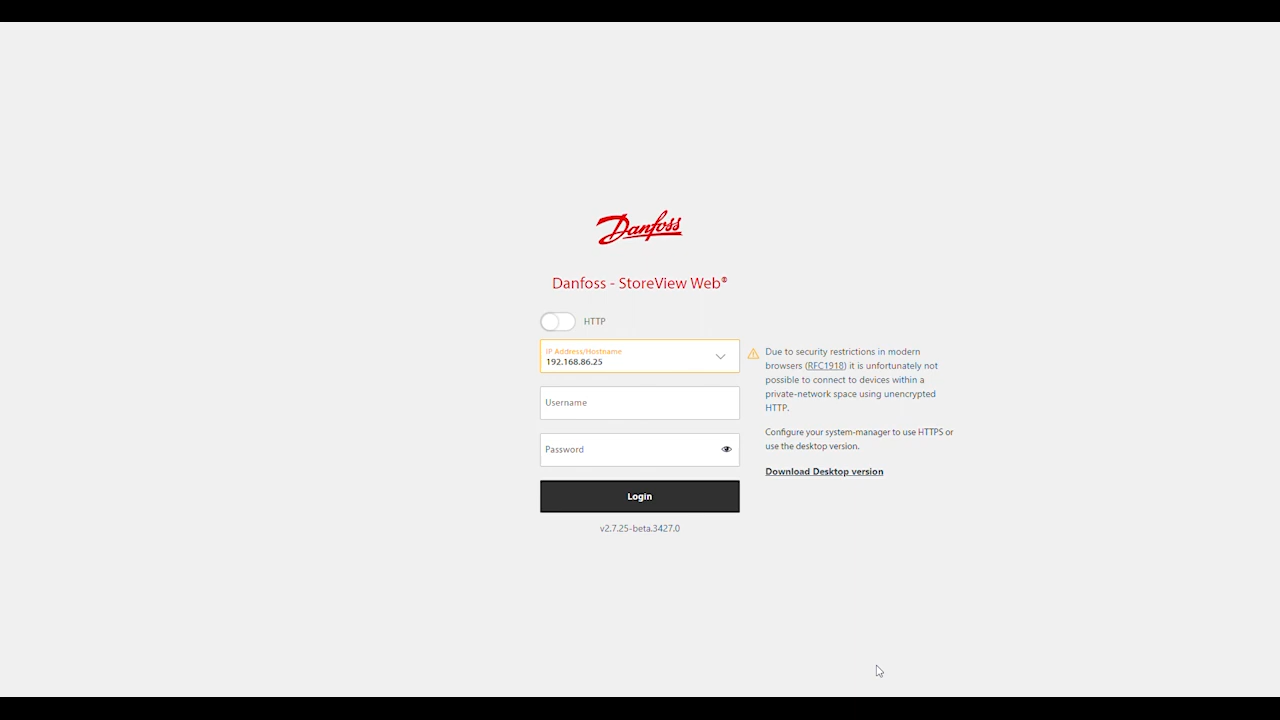 Danfoss
Danfoss - StoreView Web®
HTTP
IP Address/Hostname
192.168.86.25
Username
Password
Login
v2.7.25-beta.3427.0
Due to security restrictions in modern
browsers (RFC1918) it is unfortunately not
possible to connect to devices within a
private-network space using unencrypted
HTTP.
Configure your system-manager to use HTTPS or
use the desktop version.
Download Desktop version